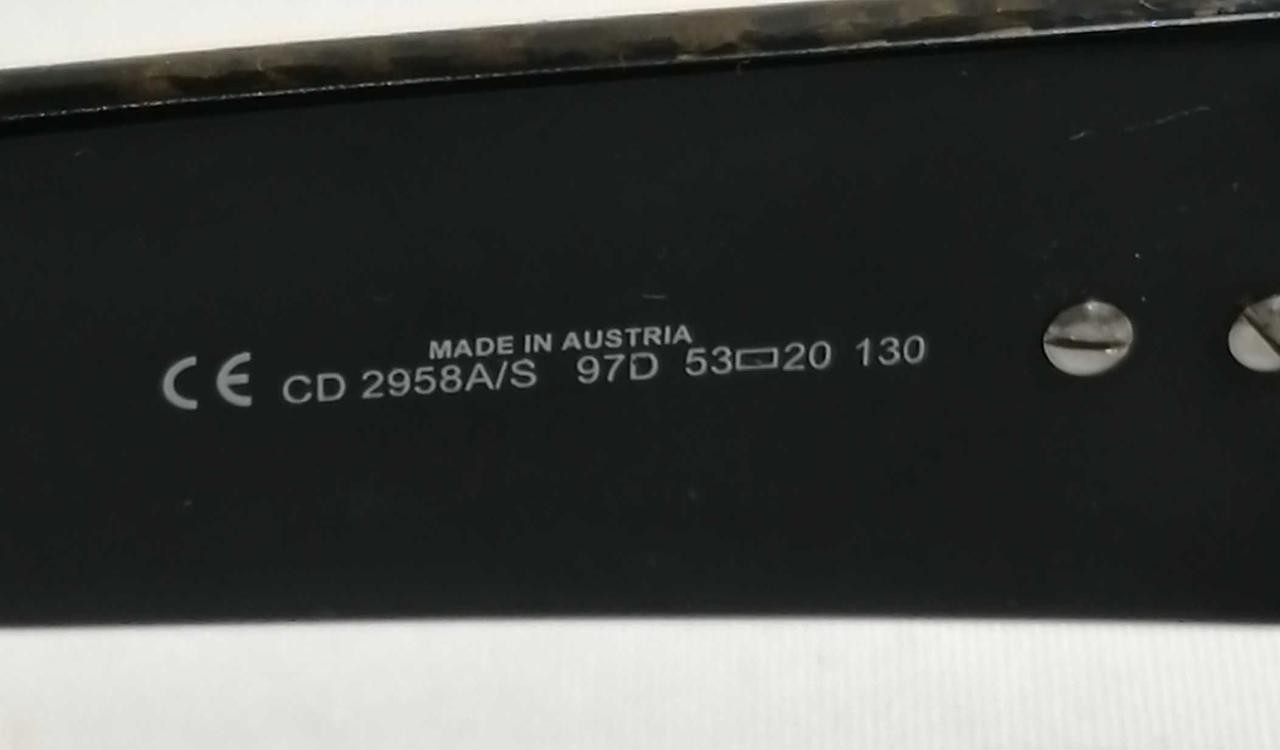 MADE IN AUSTRIA
CE CD 2958A/S 97D 53▭20 130